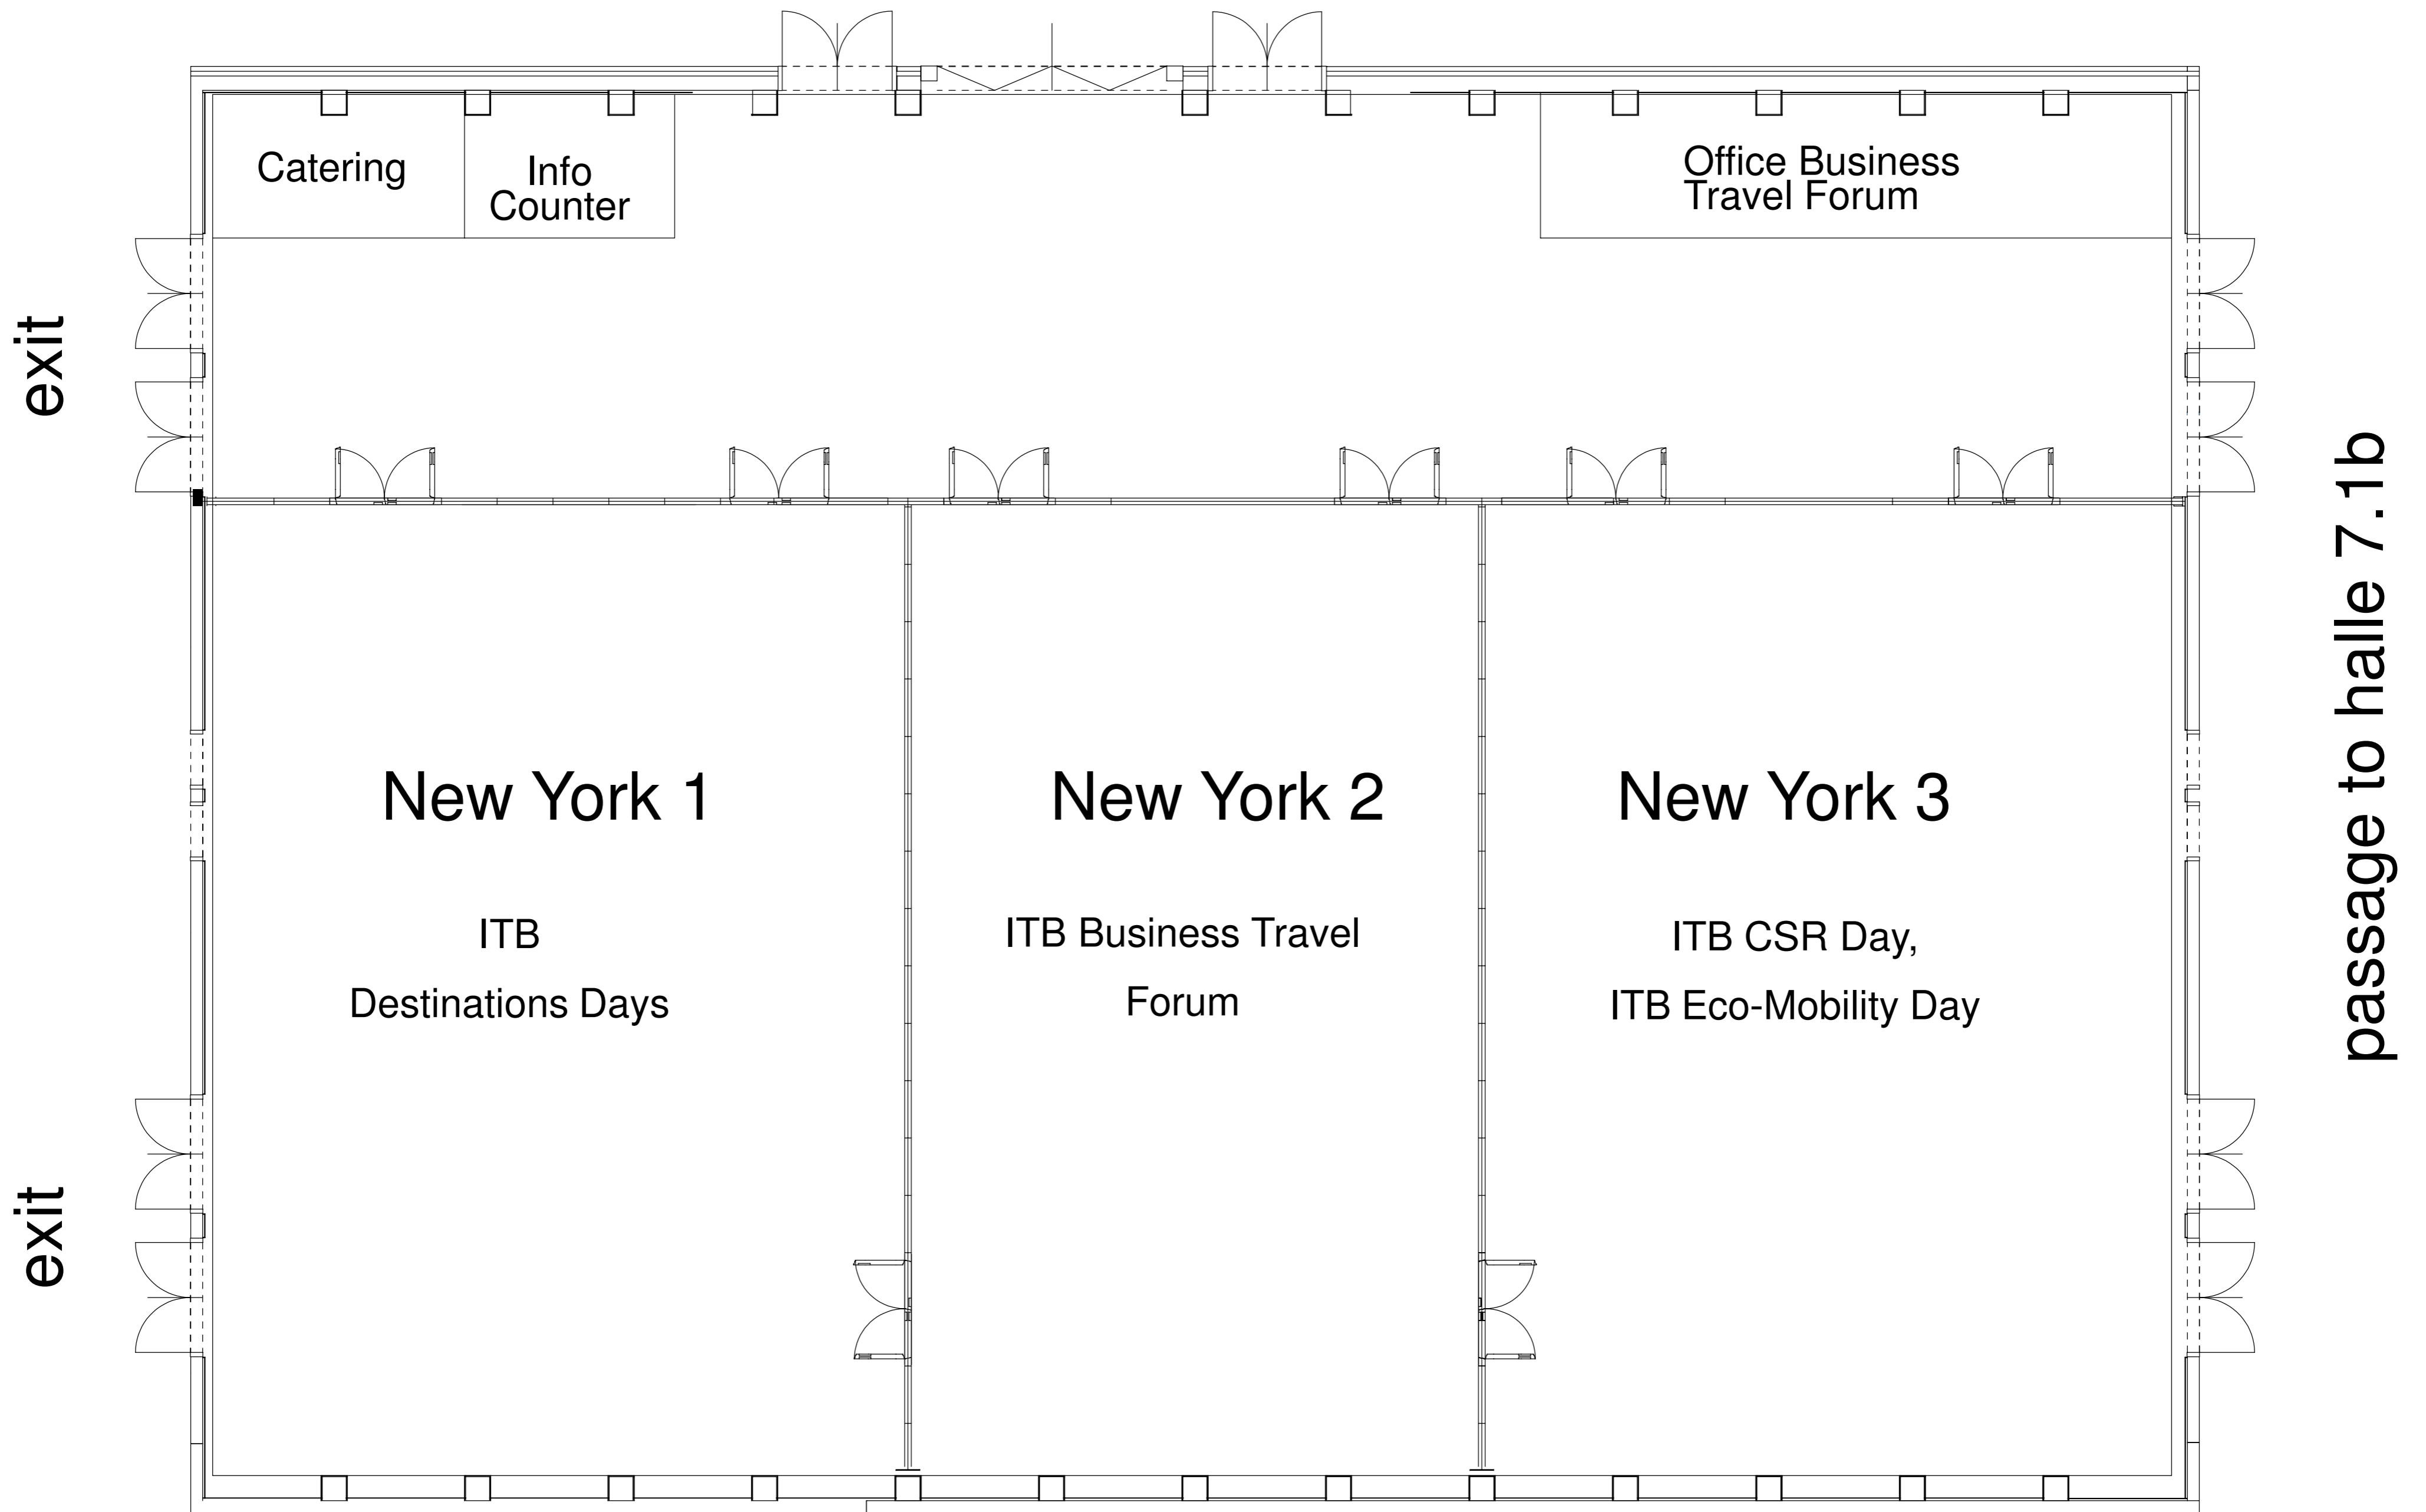 Catering
Info
Counter
Office Business
Travel Forum
exit
passage to halle 7.1b
New York 1
ITB
Destinations Days
New York 2
ITB Business Travel
Forum
New York 3
ITB CSR Day,
ITB Eco-Mobility Day
exit